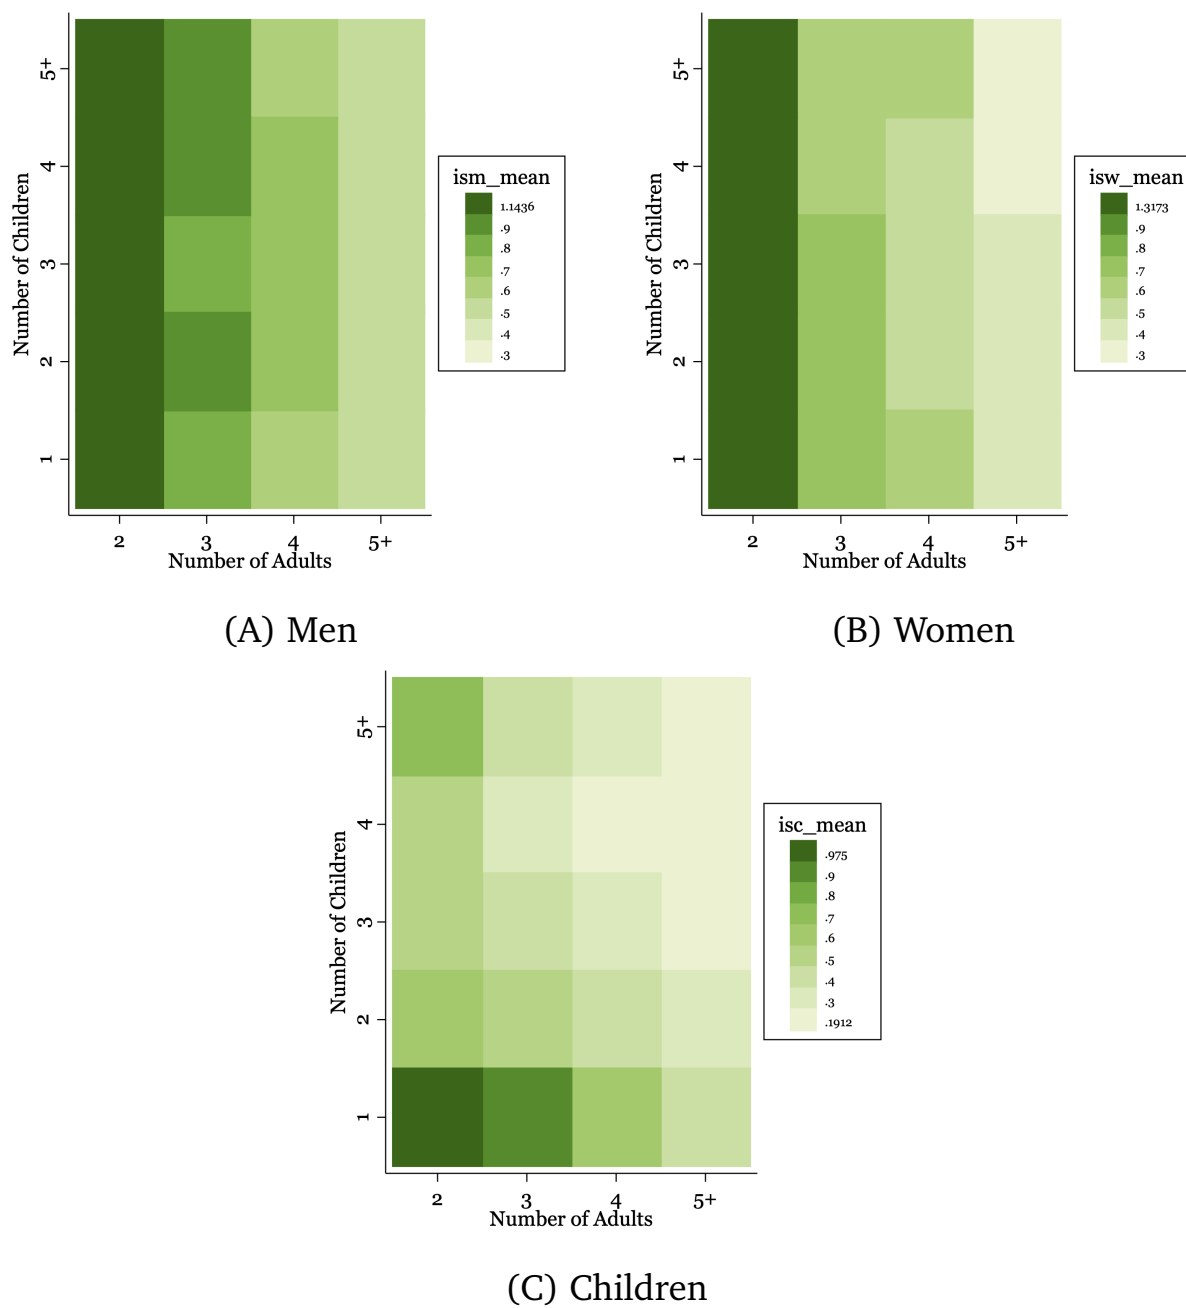 Number of Children
5+
4
3
2
1
2 3 4 5+
Number of Adults
ism_mean
1.1436
.9
.8
.7
.6
.5
.4
.3
(A) Men
Number of Children
5+
4
3
2
1
2 3 4 5+
Number of Adults
isw_mean
1.3173
.9
.8
.7
.6
.5
.4
.3
(B) Women
Number of Children
5+
4
3
2
1
2 3 4 5+
Number of Adults
isc_mean
.975
.9
.8
.7
.6
.5
.4
.3
.1912
(C) Children